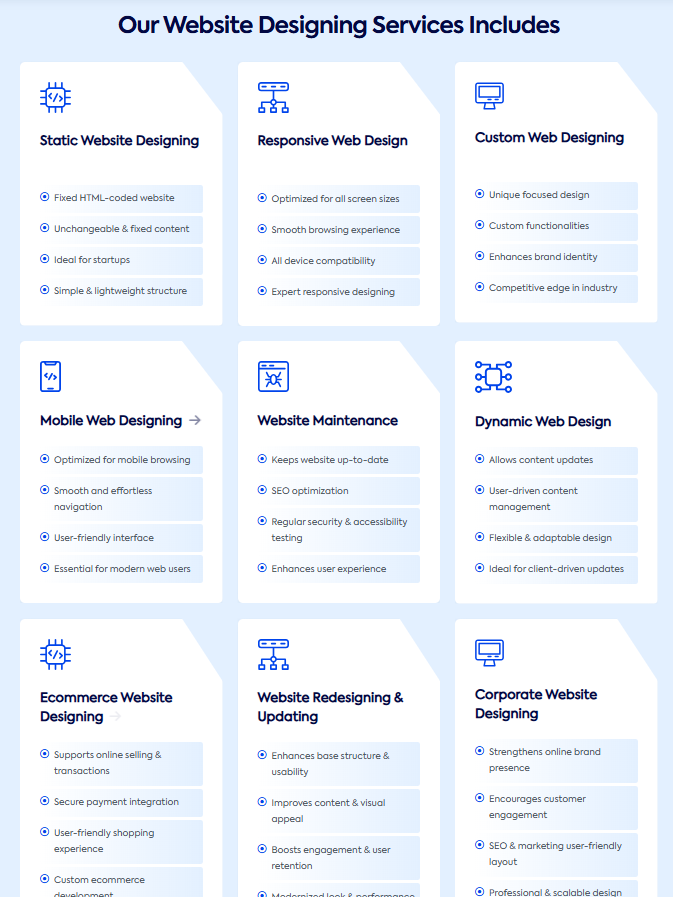 Our Website Designing Services Includes
Static Website Designing
Fixed HTML-coded website
Unchangeable & fixed content
Ideal for startups
Simple & lightweight structure
Responsive Web Design
Optimized for all screen sizes
Smooth browsing experience
All device compatibility
Expert responsive designing
Custom Web Designing
Unique focused design
Custom functionalities
Enhances brand identity
Competitive edge in industry
Mobile Web Designing →
Optimized for mobile browsing
Smooth and effortless
navigation
User-friendly interface
Essential for modern web users
Website Maintenance
Keeps website up-to-date
SEO optimization
Regular security & accessibility
testing
Enhances user experience
Dynamic Web Design
Allows content updates
User-driven content
management
Flexible & adaptable design
Ideal for client-driven updates
Ecommerce Website
Designing →
Supports online selling &
transactions
Secure payment integration
User-friendly shopping
experience
Custom ecommerce
development
Website Redesigning &
Updating
Enhances base structure &
usability
Improves content & visual
appeal
Boosts engagement & user
retention
Modernized look & performance
Corporate Website
Designing
Strengthens online brand
presence
Encourages customer
engagement
SEO & marketing user-friendly
layout
Professional & scalable design